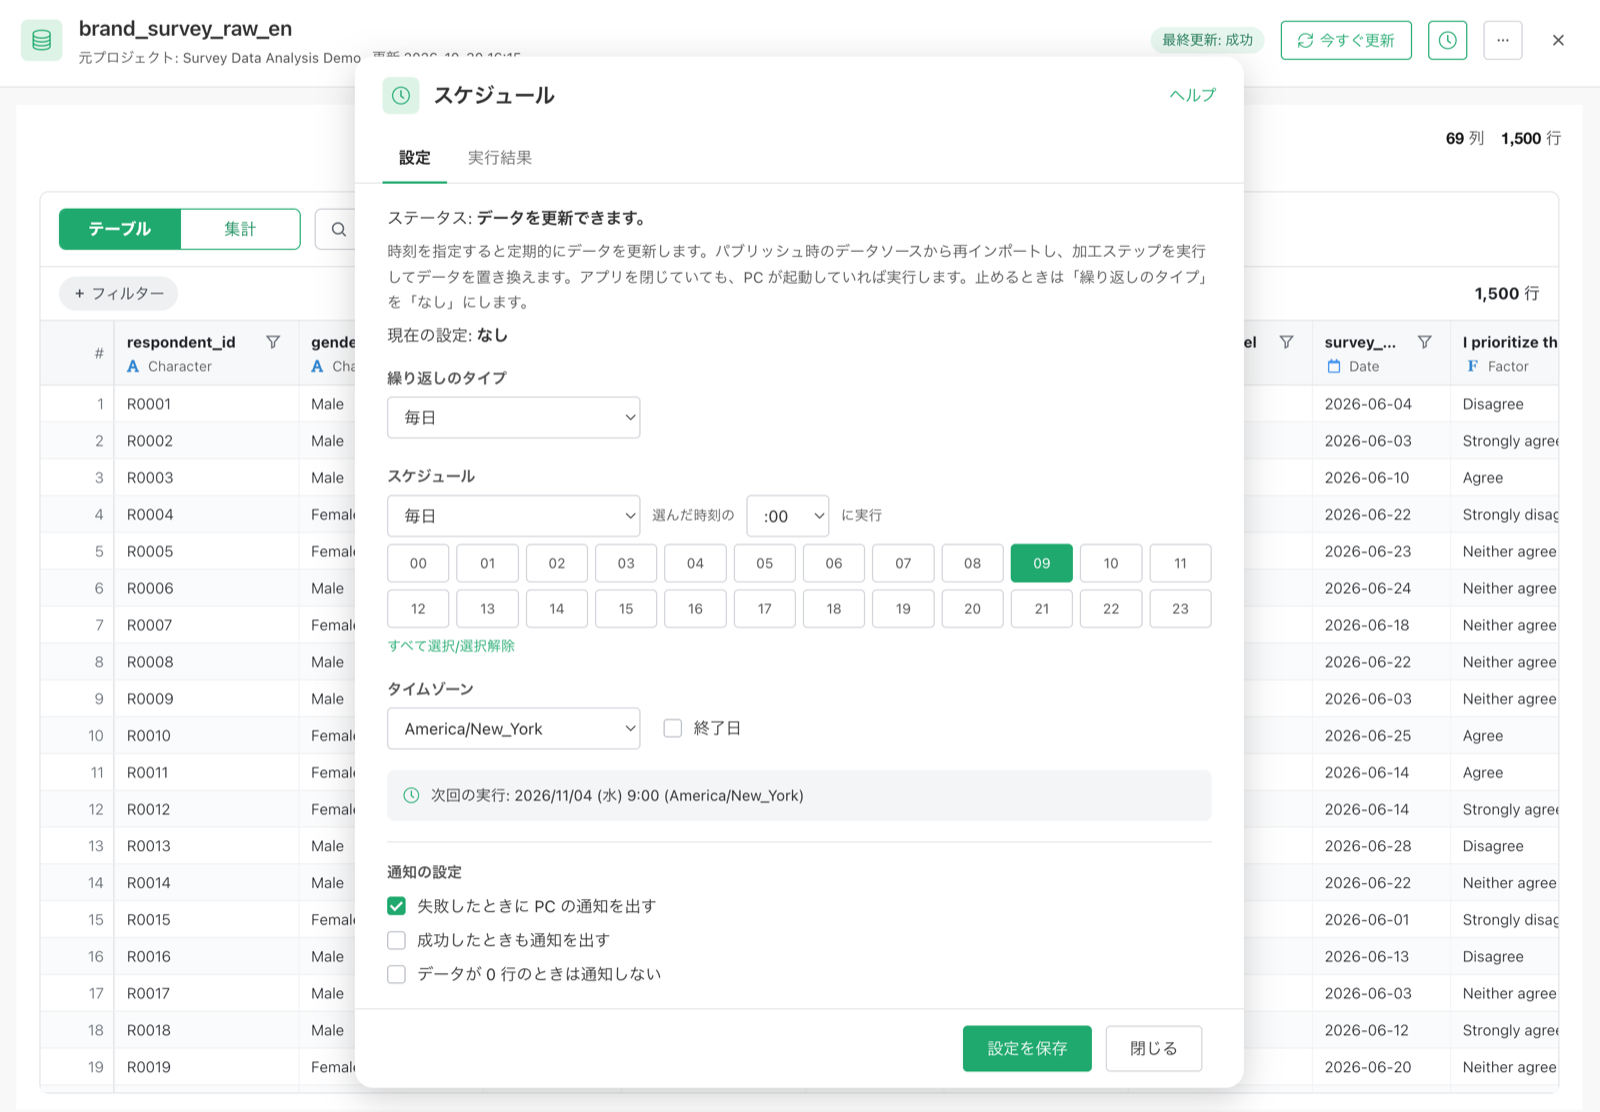 brand_survey_raw_en
元プロジェクト: Survey Data Analysis Demo
最終更新: 成功
今すぐ更新
69 列 1,500 行
スケジュール
ヘルプ
設定 実行結果
ステータス: データを更新できます。
時刻を指定すると定期的にデータを更新します。パブリッシュ時のデータソースから再インポートし、加工ステップを実行
してデータを置き換えます。アプリを閉じていても、PC が起動していれば実行します。止めるときは「繰り返しのタイプ」
を「なし」にします。
現在の設定: なし
繰り返しのタイプ
毎日
スケジュール
毎日 選んだ時刻の :00 に実行
00 01 02 03 04 05 06 07 08 09 10 11
12 13 14 15 16 17 18 19 20 21 22 23
すべて選択/選択解除
タイムゾーン
America/New_York 終了日
次回の実行: 2026/11/04 (水) 9:00 (America/New_York)
通知の設定
失敗したときに PC の通知を出す
成功したときも通知を出す
データが 0 行のときは通知しない
設定を保存 閉じる
テーブル 集計
+ フィルター
1,500 行
# respondent_id gende el survey_... I prioritize th
A Character A Cha Date F Factor
1 R0001 Male 2026-06-04 Disagree
2 R0002 Male 2026-06-03 Strongly agree
3 R0003 Male 2026-06-10 Agree
4 R0004 Female 2026-06-22 Strongly disag
5 R0005 Female 2026-06-23 Neither agree
6 R0006 Male 2026-06-24 Neither agree
7 R0007 Female 2026-06-18 Neither agree
8 R0008 Male 2026-06-22 Neither agree
9 R0009 Male 2026-06-03 Neither agree
10 R0010 Female 2026-06-25 Agree
11 R0011 Female 2026-06-14 Agree
12 R0012 Female 2026-06-14 Strongly agree
13 R0013 Male 2026-06-28 Disagree
14 R0014 Male 2026-06-22 Neither agree
15 R0015 Female 2026-06-01 Strongly disag
16 R0016 Male 2026-06-13 Disagree
17 R0017 Male 2026-06-03 Neither agree
18 R0018 Male 2026-06-12 Strongly agree
19 R0019 Female 2026-06-20 Neither agree